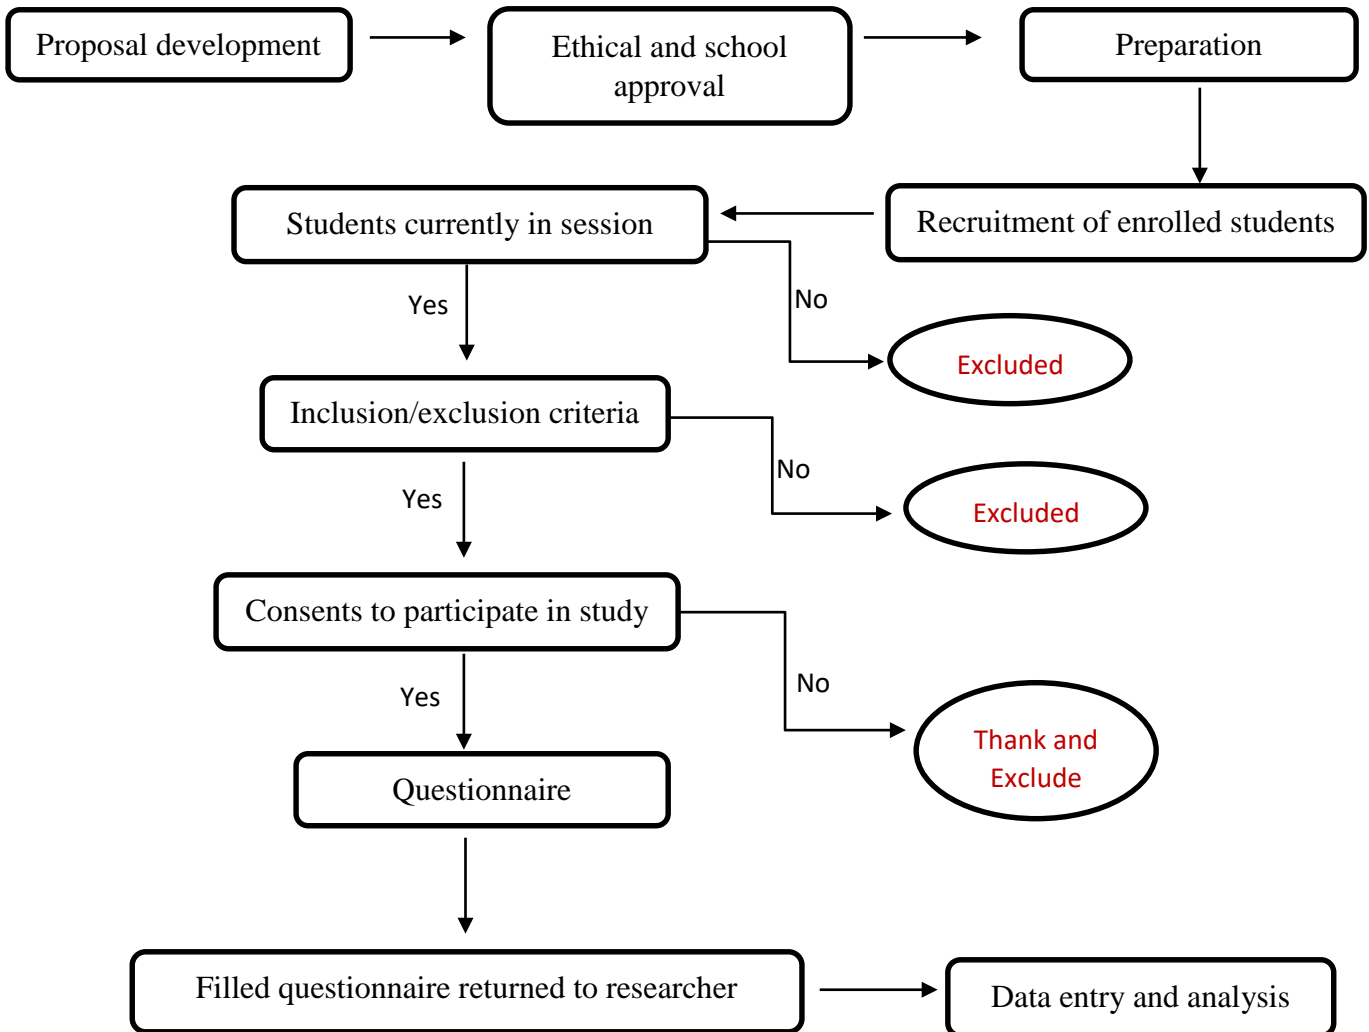 Proposal development
Ethical and school
approval
Preparation
Recruitment of enrolled students
Students currently in session
Yes
No
Excluded
Inclusion/exclusion criteria
Yes
No
Excluded
Consents to participate in study
Yes
No
Thank and
Exclude
Questionnaire
Filled questionnaire returned to researcher
Data entry and analysis